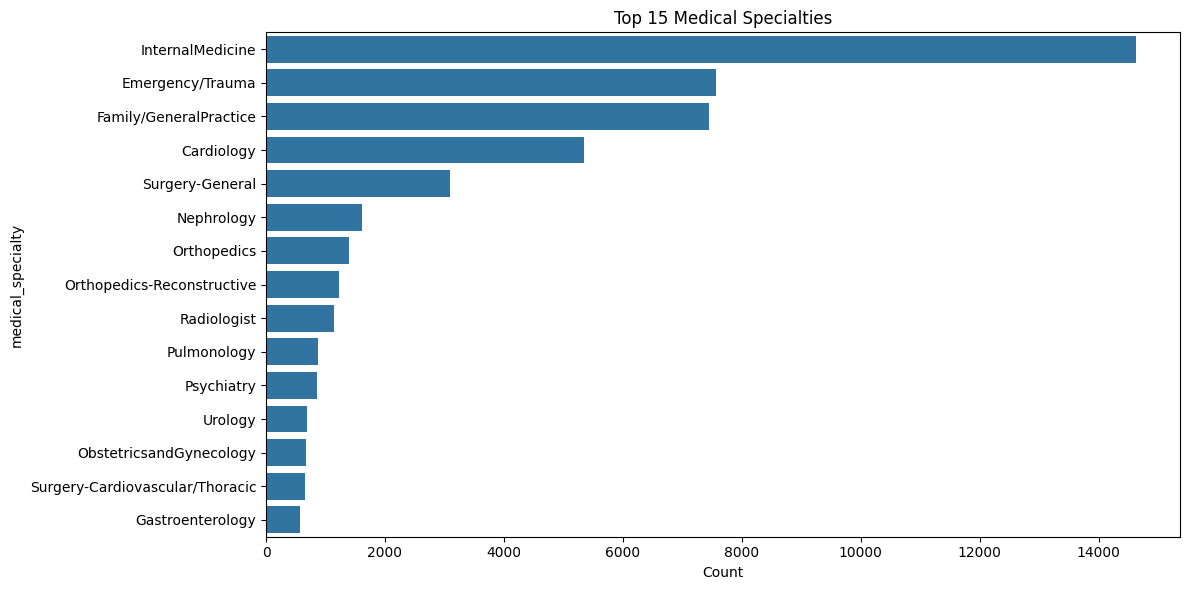 Top 15 Medical Specialties
InternalMedicine
Emergency/Trauma
Family/GeneralPractice
Cardiology
Surgery-General
Nephrology
Orthopedics
Orthopedics-Reconstructive
Radiologist
Pulmonology
Psychiatry
Urology
ObstetricsandGynecology
Surgery-Cardiovascular/Thoracic
Gastroenterology
medical_specialty
0 2000 4000 6000 8000 10000 12000 14000
Count